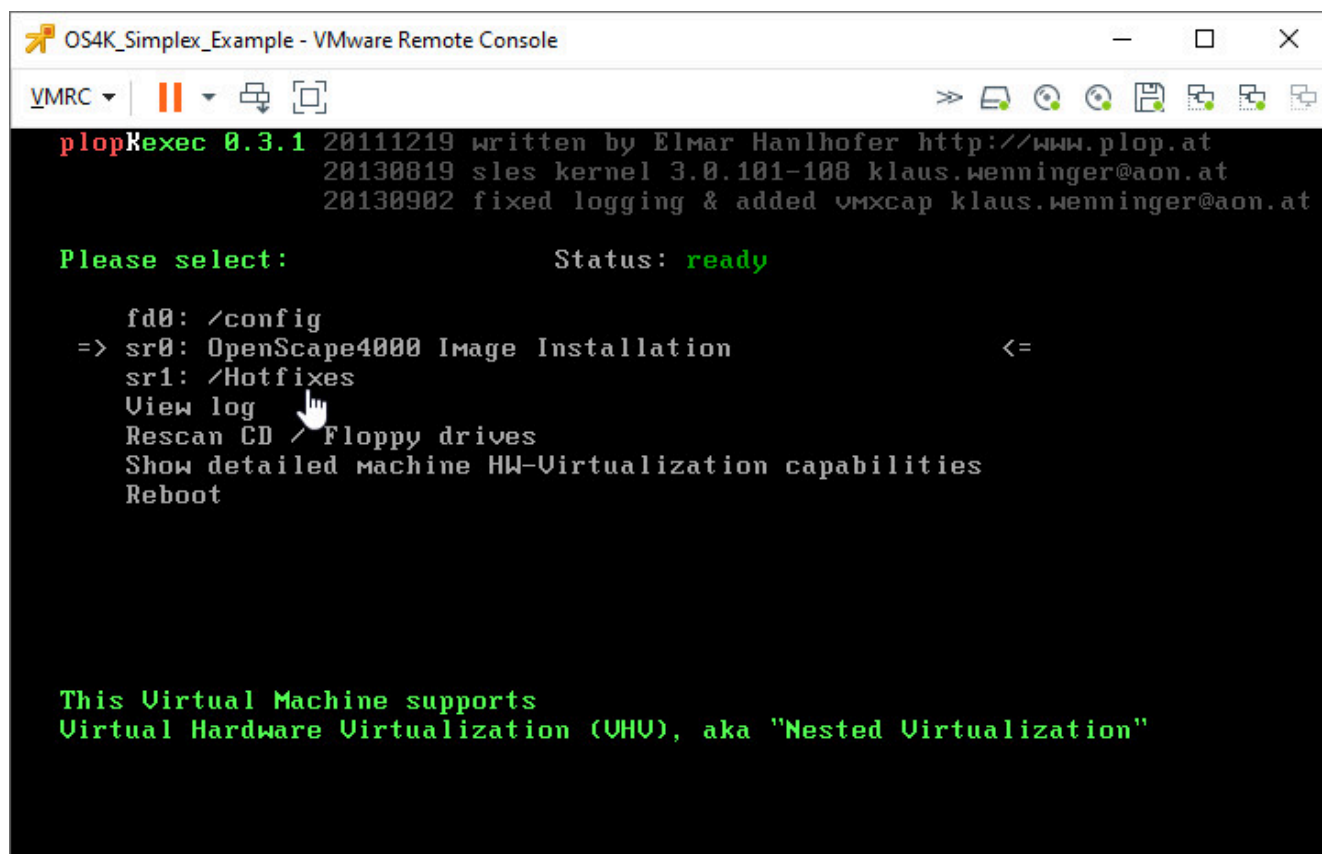 OS4K_Simplex_Example - VMware Remote Console
VMRC
plopKexec 0.3.1 20111219 written by Elmar Hanlhofer http://www.plop.at
20130819 sles kernel 3.0.101-108 klaus.wenninger@aon.at
20130902 fixed logging & added vmxcap klaus.wenninger@aon.at
Please select: Status: ready
fd0: /config
=> sr0: OpenScape4000 Image Installation <=
sr1: /Hotfixes
View log
Rescan CD / Floppy drives
Show detailed machine HW-Virtualization capabilities
Reboot
This Virtual Machine supports
Virtual Hardware Virtualization (VHV), aka "Nested Virtualization"